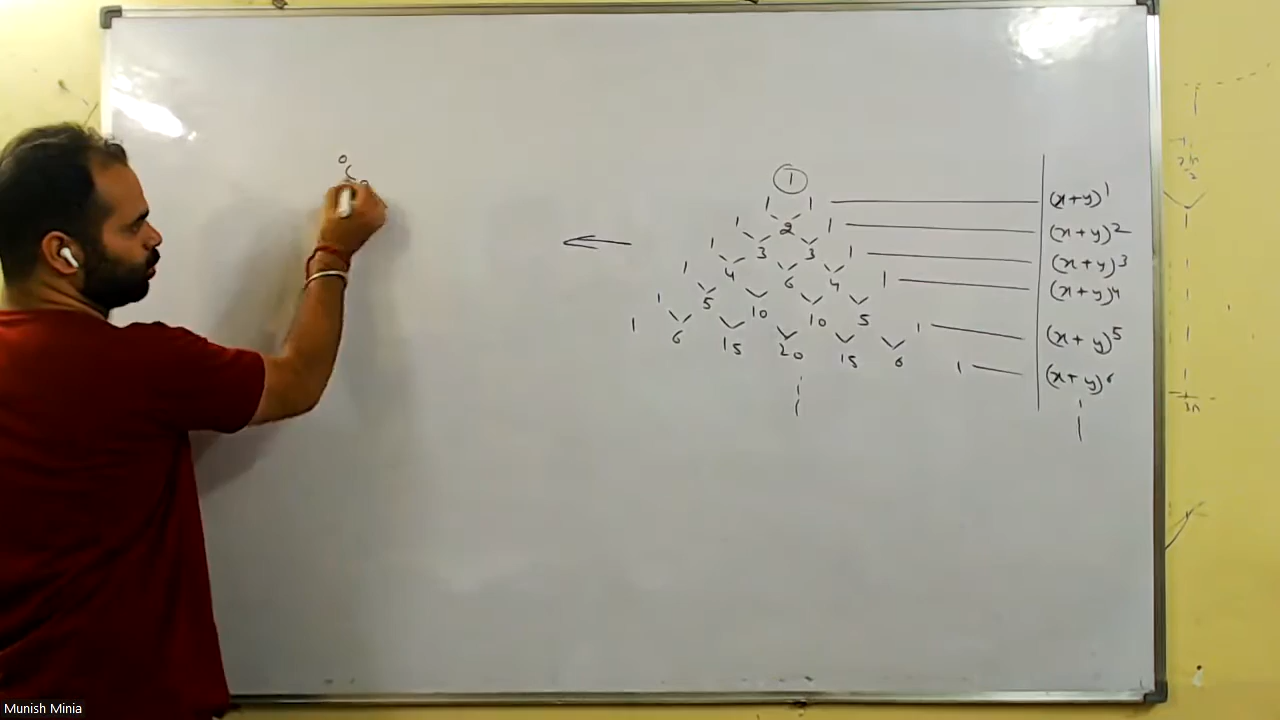 ⁰C₀
①
1 1 (x+y)¹
1 2 1 (x+y)²
1 3 3 1 (x+y)³
1 4 6 4 1 (x+y)⁴
1 5 10 10 5 1 (x+y)⁵
1 6 15 20 15 6 1 (x+y)⁶
Munish Minia